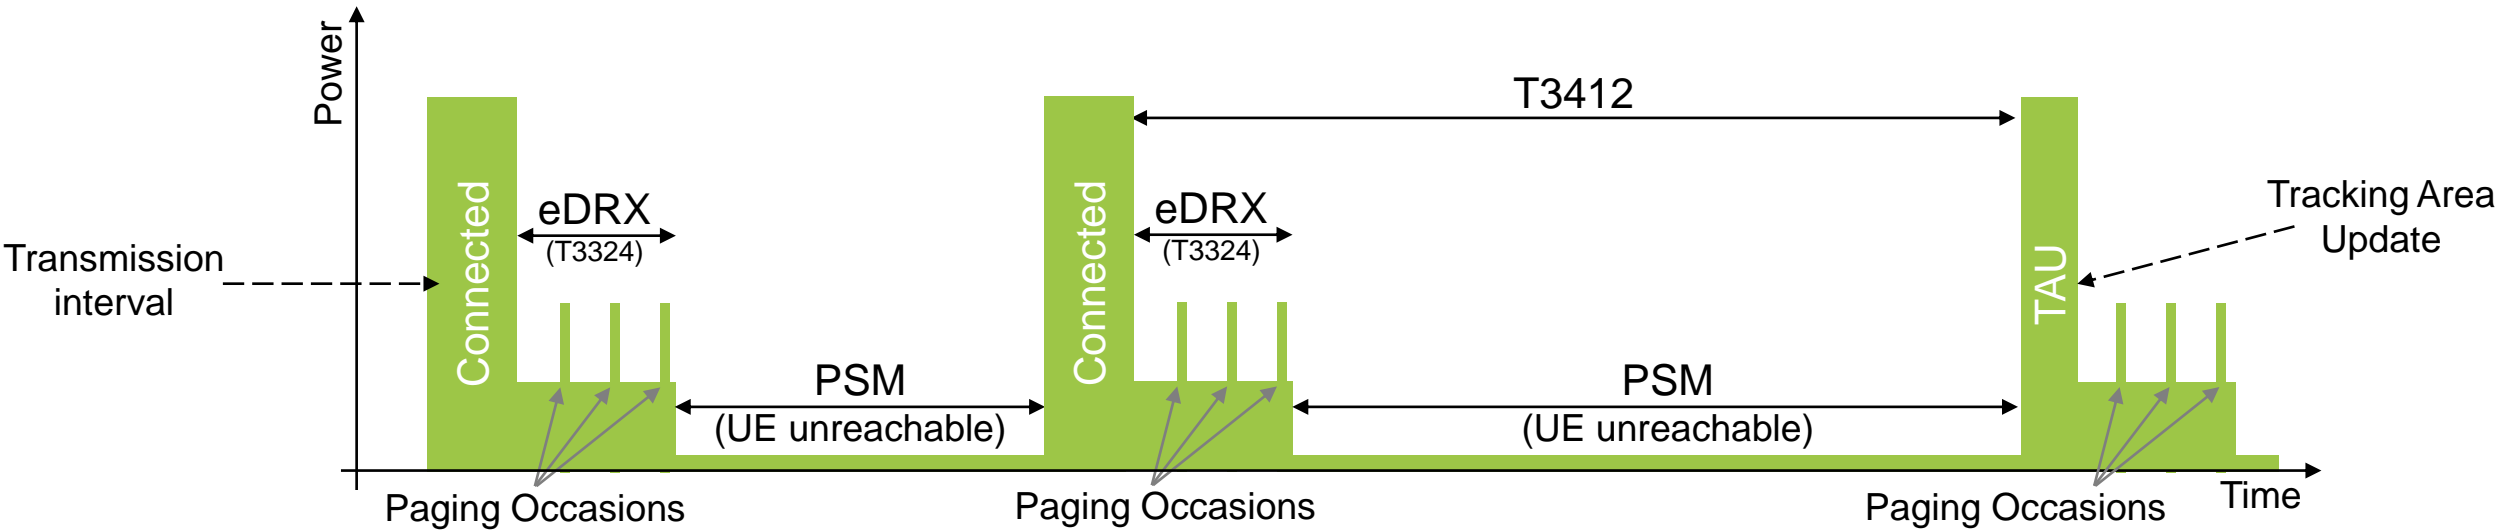 Power
T3412
Connected
eDRX
(T3324)
Connected
eDRX
(T3324)
TAU
Tracking Area
Update
Transmission
interval
PSM
(UE unreachable)
PSM
(UE unreachable)
Paging Occasions
Paging Occasions
Paging Occasions
Time